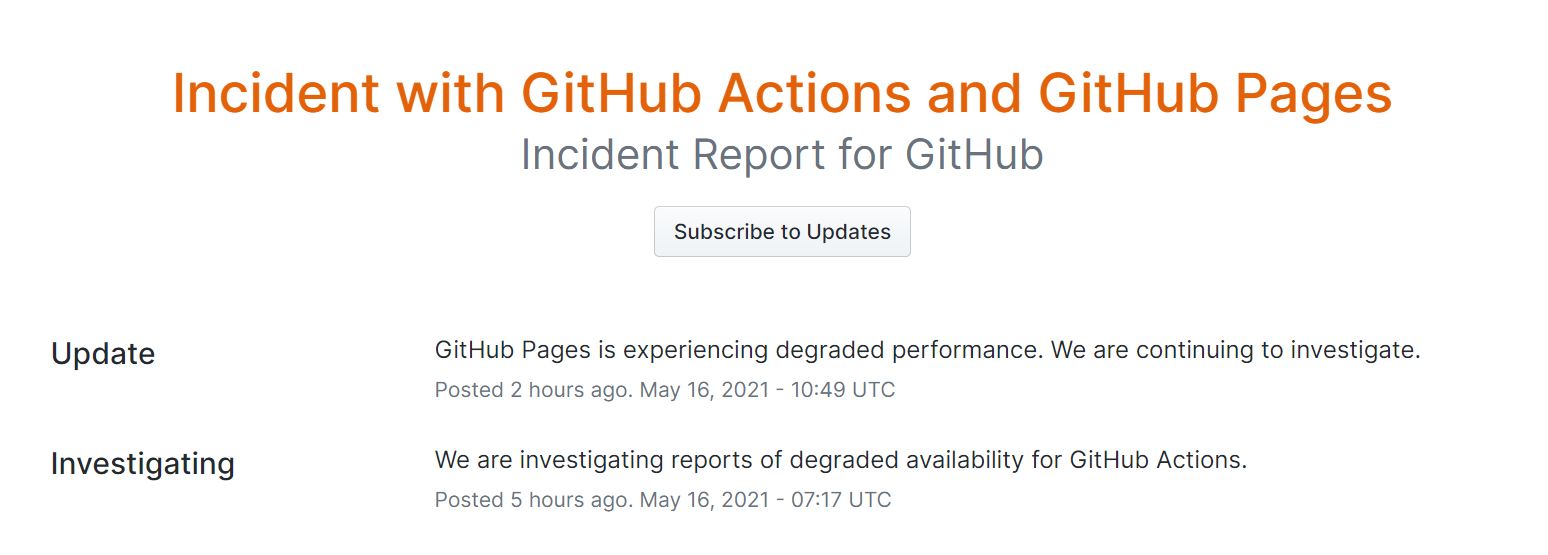 Incident with GitHub Actions and GitHub Pages
Incident Report for GitHub
Subscribe to Updates
Update
GitHub Pages is experiencing degraded performance. We are continuing to investigate.
Posted 2 hours ago. May 16, 2021 - 10:49 UTC
Investigating
We are investigating reports of degraded availability for GitHub Actions.
Posted 5 hours ago. May 16, 2021 - 07:17 UTC